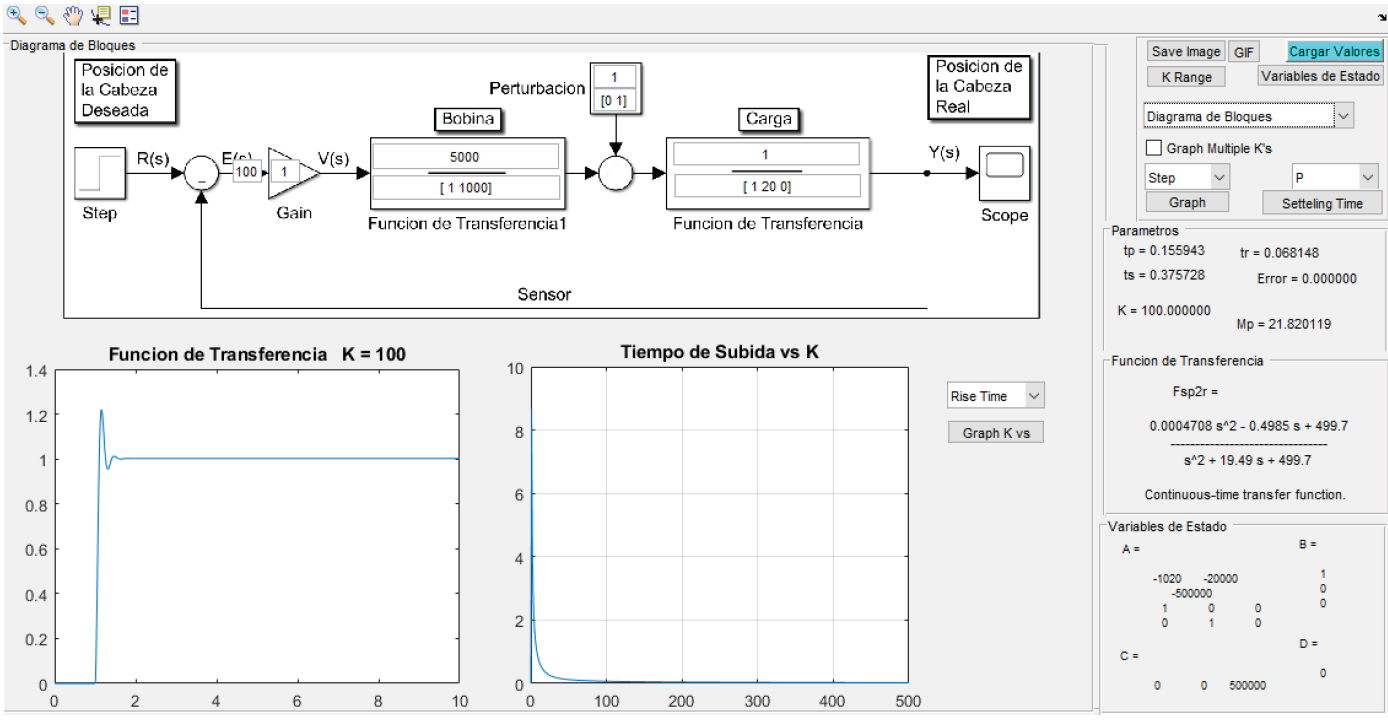 Diagrama de Bloques
Posicion de
la Cabeza
Deseada
Perturbacion
1
[0 1]
Posicion de
la Cabeza
Real
Bobina
Carga
R(s)
E(s)
100
1
V(s)
5000
[ 1 1000]
1
[ 1 20 0]
Y(s)
Step
Gain
Funcion de Transferencia1
Funcion de Transferencia
Scope
Sensor
Save Image
GIF
Cargar Valores
K Range
Variables de Estado
Diagrama de Bloques
Graph Multiple K's
Step
P
Graph
Setteling Time
Parametros
tp = 0.155943
tr = 0.068148
ts = 0.375728
Error = 0.000000
K = 100.000000
Mp = 21.820119
Funcion de Transferencia
Fsp2r =
0.0004708 s^2 - 0.4985 s + 499.7
---------------------------------
s^2 + 19.49 s + 499.7
Continuous-time transfer function.
Variables de Estado
A =
-1020 -20000
-500000
1 0 0
0 1 0
B =
1
0
0
C =
0 0 500000
D =
0
Funcion de Transferencia K = 100
1.4
1.2
1
0.8
0.6
0.4
0.2
0
0 2 4 6 8 10
Tiempo de Subida vs K
10
8
6
4
2
0
0 100 200 300 400 500
Rise Time
Graph K vs